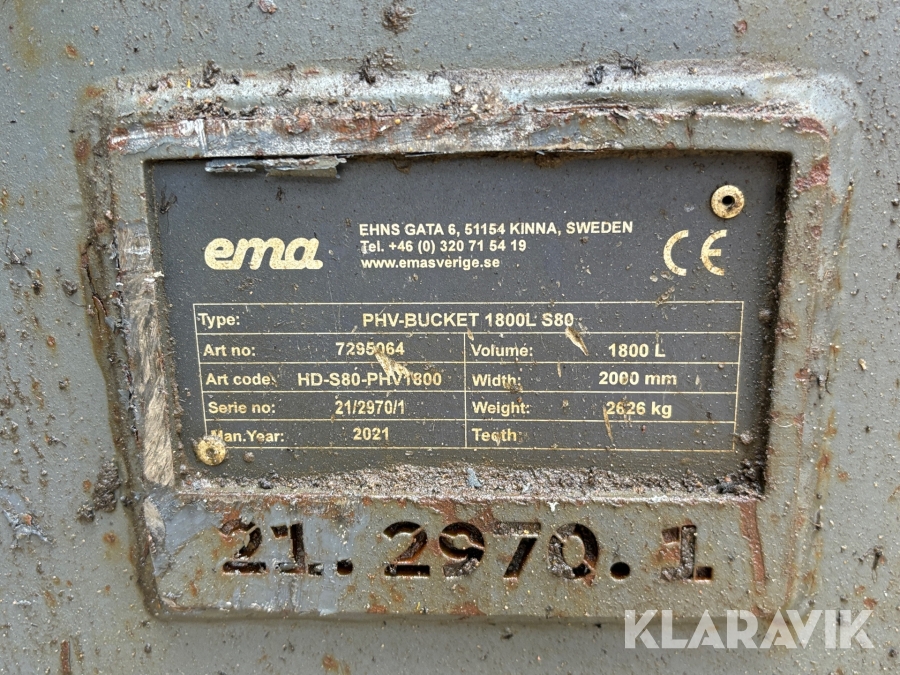 ema
EHNS GATA 6, 51154 KINNA, SWEDEN
Tel. +46 (0) 320 71 54 19
www.emasverige.se
CE
Type: PHV-BUCKET 1800L S80
Art no: 7295064 Volume: 1800 L
Art code: HD-S80-PHV1800 Width: 2000 mm
Serie no: 21/2970/1 Weight: 2626 kg
Man.Year: 2021 Teeth:
21.2970.1
KLARAVIK